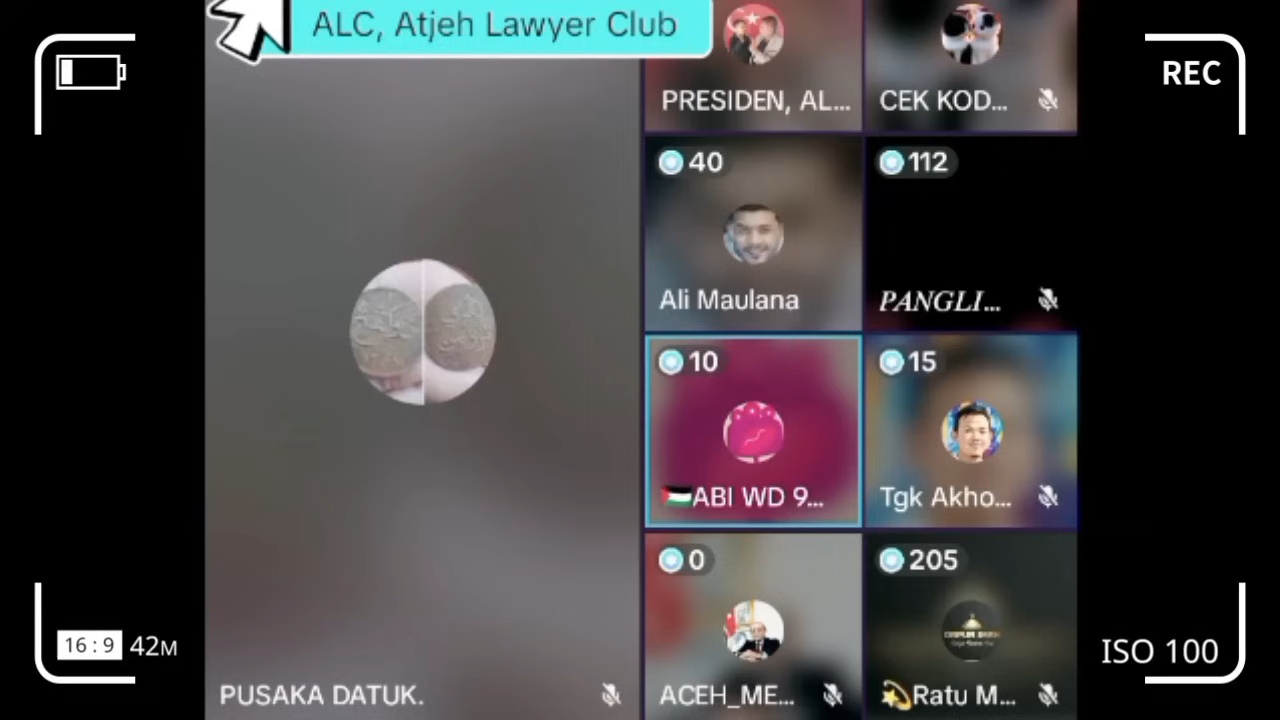 ALC, Atjeh Lawyer Club
REC
PRESIDEN, AL...
CEK KOD...
40
112
Ali Maulana
PANGLI...
10
15
🇵🇸ABI WD 9...
Tgk Akho...
0
205
16:9 42M
ISO 100
PUSAKA DATUK.
ACEH_ME...
💫Ratu M...